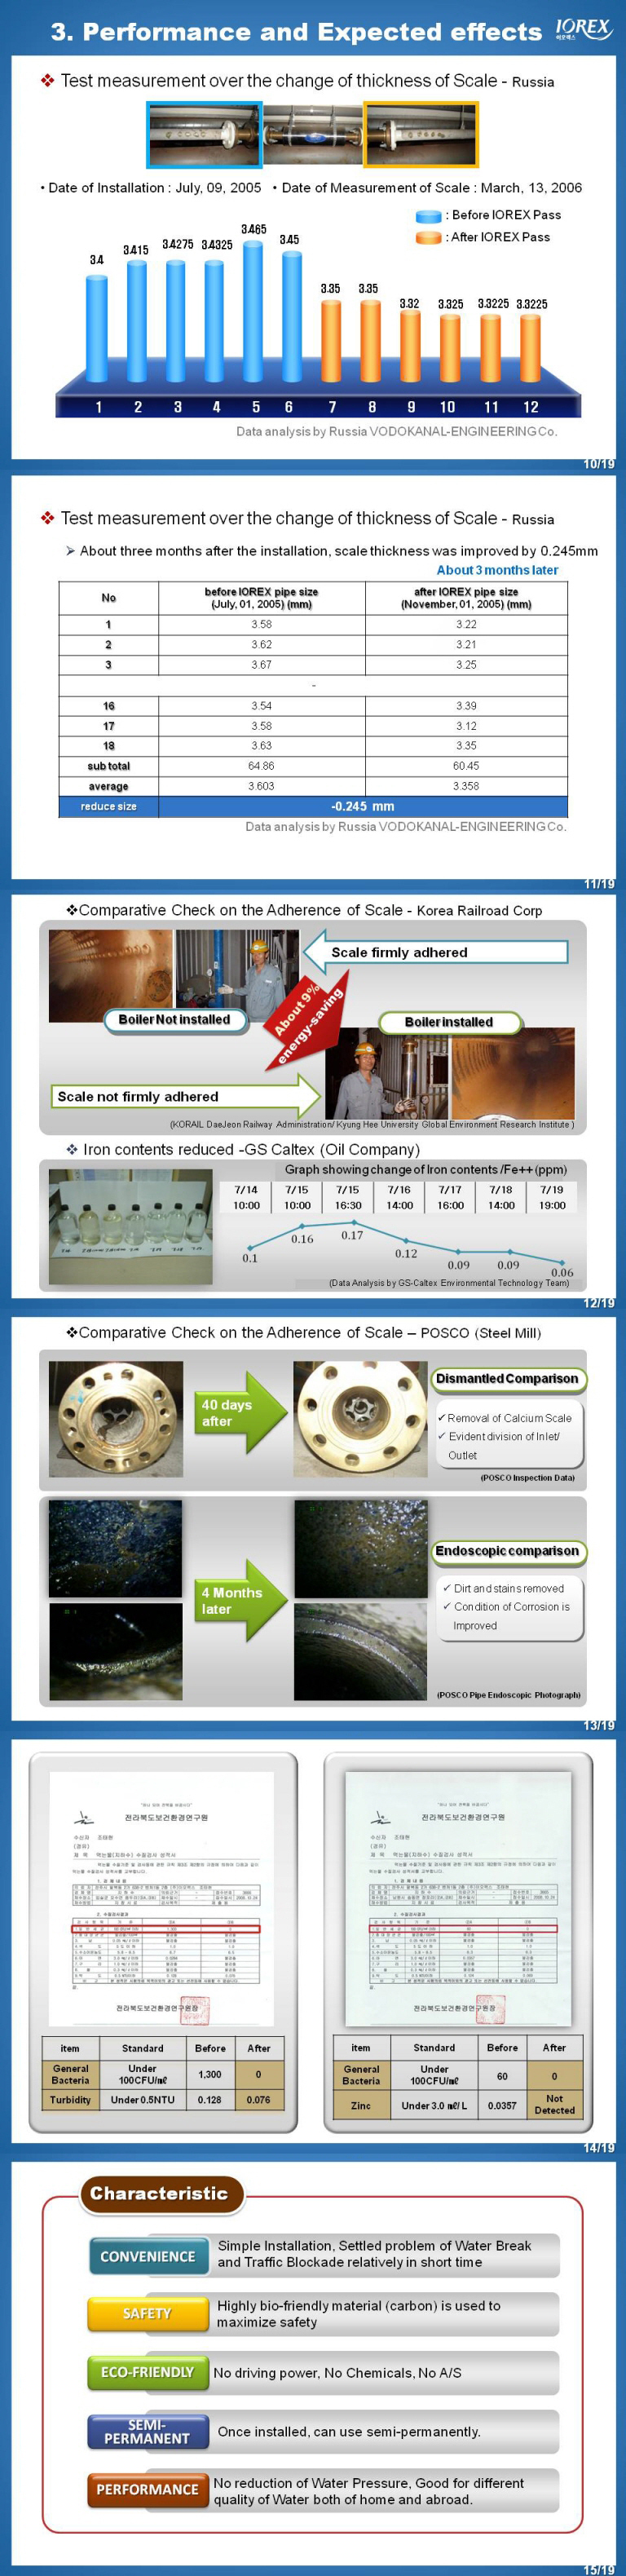 3. Performance and Expected effects
IOREX
이오렉스
❖ Test measurement over the change of thickness of Scale - Russia
• Date of Installation : July, 09, 2005 • Date of Measurement of Scale : March, 13, 2006
: Before IOREX Pass
: After IOREX Pass
3.4 3.415 3.4275 3.4325 3.465 3.45 3.35 3.35 3.32 3.325 3.3225 3.3225
1 2 3 4 5 6 7 8 9 10 11 12
Data analysis by Russia VODOKANAL-ENGINEERING Co.
10/19
❖ Test measurement over the change of thickness of Scale - Russia
➢ About three months after the installation, scale thickness was improved by 0.245mm
About 3 months later
No before IOREX pipe size after IOREX pipe size
(July, 01, 2005) (mm) (November, 01, 2005) (mm)
1 3.58 3.22
2 3.62 3.21
3 3.67 3.25
-
16 3.54 3.39
17 3.58 3.12
18 3.63 3.35
sub total 64.86 60.45
average 3.603 3.358
reduce size -0.245 mm
Data analysis by Russia VODOKANAL-ENGINEERING Co.
11/19
❖Comparative Check on the Adherence of Scale - Korea Railroad Corp
Scale firmly adhered
About 9%
energy-saving
Boiler Not installed
Boiler installed
Scale not firmly adhered
(KORAIL DaeJeon Railway Administration/ Kyung Hee University Global Environment Research Institute )
❖ Iron contents reduced -GS Caltex (Oil Company)
Graph showing change of Iron contents /Fe++ (ppm)
7/14 7/15 7/15 7/16 7/17 7/18 7/19
10:00 10:00 16:30 14:00 16:00 14:00 19:00
0.1 0.16 0.17 0.12 0.09 0.09 0.06
(Data Analysis by GS-Caltex Environmental Technology Team)
12/19
❖Comparative Check on the Adherence of Scale – POSCO (Steel Mill)
40 days
after
Dismantled Comparison
✓ Removal of Calcium Scale
✓ Evident division of Inlet/
Outlet
(POSCO Inspection Data)
4 Months
later
Endoscopic comparison
✓ Dirt and stains removed
✓ Condition of Corrosion is
Improved
(POSCO Pipe Endoscopic Photograph)
13/19
전라북도보건환경연구원
전라북도보건환경연구원장
item Standard Before After
General Bacteria Under 100CFU/㎖ 1,300 0
Turbidity Under 0.5NTU 0.128 0.076
전라북도보건환경연구원
전라북도보건환경연구원장
item Standard Before After
General Bacteria Under 100CFU/㎖ 60 0
Zinc Under 3.0 ㎖/ L 0.0357 Not Detected
14/19
Characteristic
CONVENIENCE
Simple Installation, Settled problem of Water Break
and Traffic Blockade relatively in short time
SAFETY
Highly bio-friendly material (carbon) is used to
maximize safety
ECO-FRIENDLY
No driving power, No Chemicals, No A/S
SEMI-
PERMANENT
Once installed, can use semi-permanently.
PERFORMANCE
No reduction of Water Pressure, Good for different
quality of Water both of home and abroad.
15/19